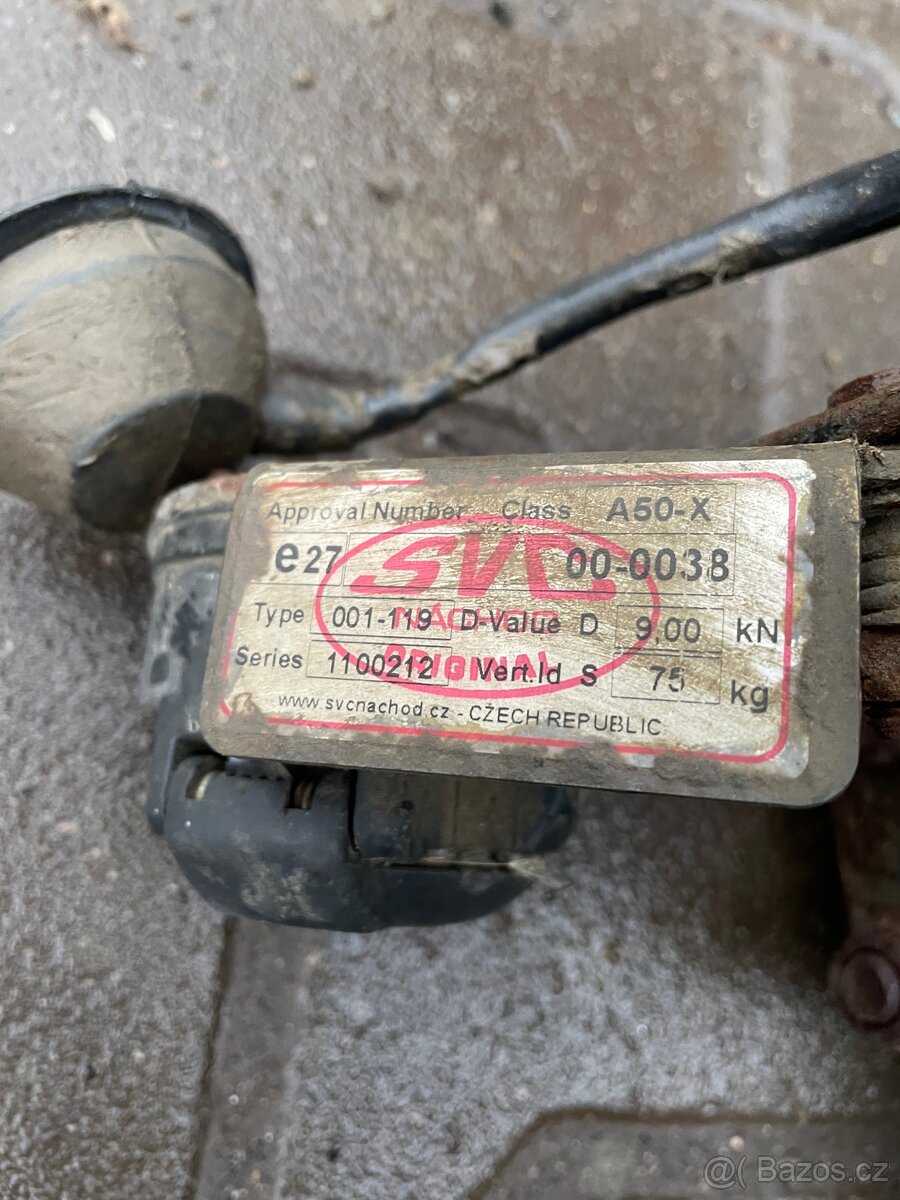 Approval Number Class A50-X
e27 00-0038
SVC
NÁCHOD
ORIGINAL
Type 001-119 D-Value D 9,00 kN
Series 1100212 Vert.ld S 75 kg
www.svcnachod.cz - CZECH REPUBLIC
@( Bazos.cz